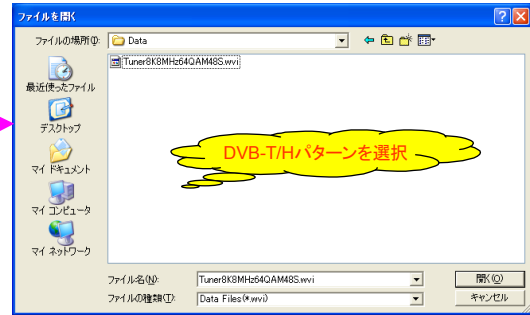 ファイルを開く
ファイルの場所(I):
Data
Tuner8K8MHz64QAM48S.wvi
最近使ったファイル
デスクトップ
マイ ドキュメント
マイ コンピュータ
マイ ネットワーク
DVB-T/Hパターンを選択
ファイル名(N):
Tuner8K8MHz64QAM48S.wvi
開く(O)
ファイルの種類(T):
Data Files(*.wvi)
キャンセル